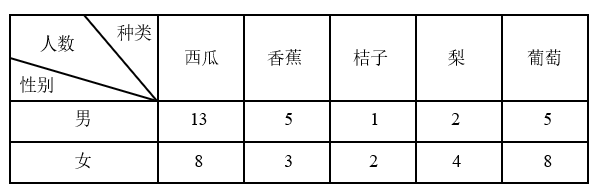 人数 种类
性别
西瓜 香蕉 桔子 梨 葡萄
男 13 5 1 2 5
女 8 3 2 4 8